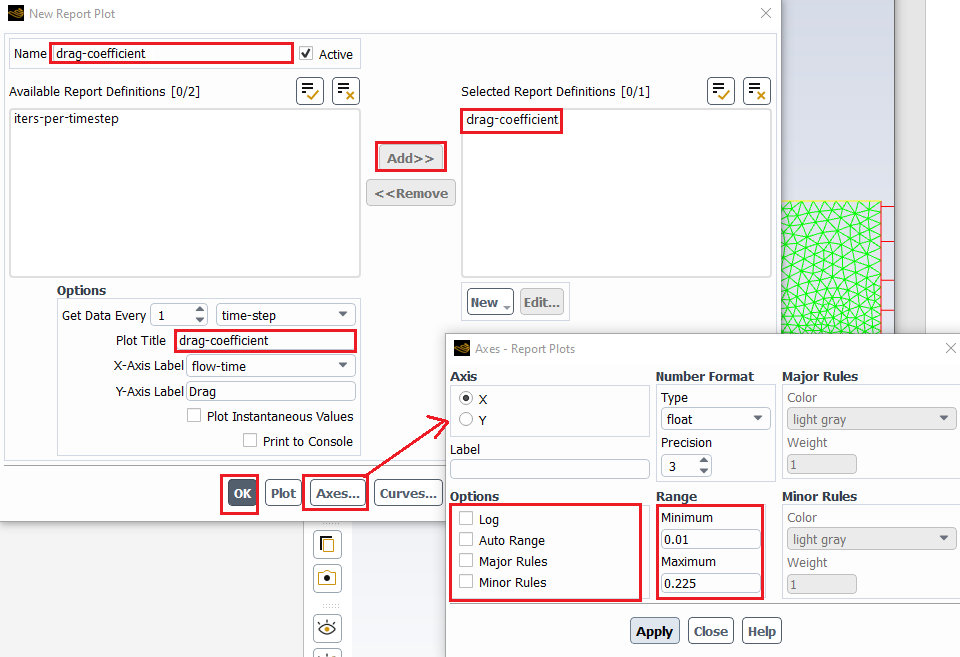 New Report Plot
Name drag-coefficient Active
Available Report Definitions [0/2]
iters-per-timestep
Add>>
<<Remove
Selected Report Definitions [0/1]
drag-coefficient
New Edit...
Options
Get Data Every 1 time-step
Plot Title drag-coefficient
X-Axis Label flow-time
Y-Axis Label Drag
Plot Instantaneous Values
Print to Console
OK Plot Axes... Curves...
Axes - Report Plots
Axis
X
Y
Label
Number Format
Type
float
Precision
3
Major Rules
Color
light gray
Weight
1
Options
Log
Auto Range
Major Rules
Minor Rules
Range
Minimum
0.01
Maximum
0.225
Minor Rules
Color
light gray
Weight
1
Apply Close Help